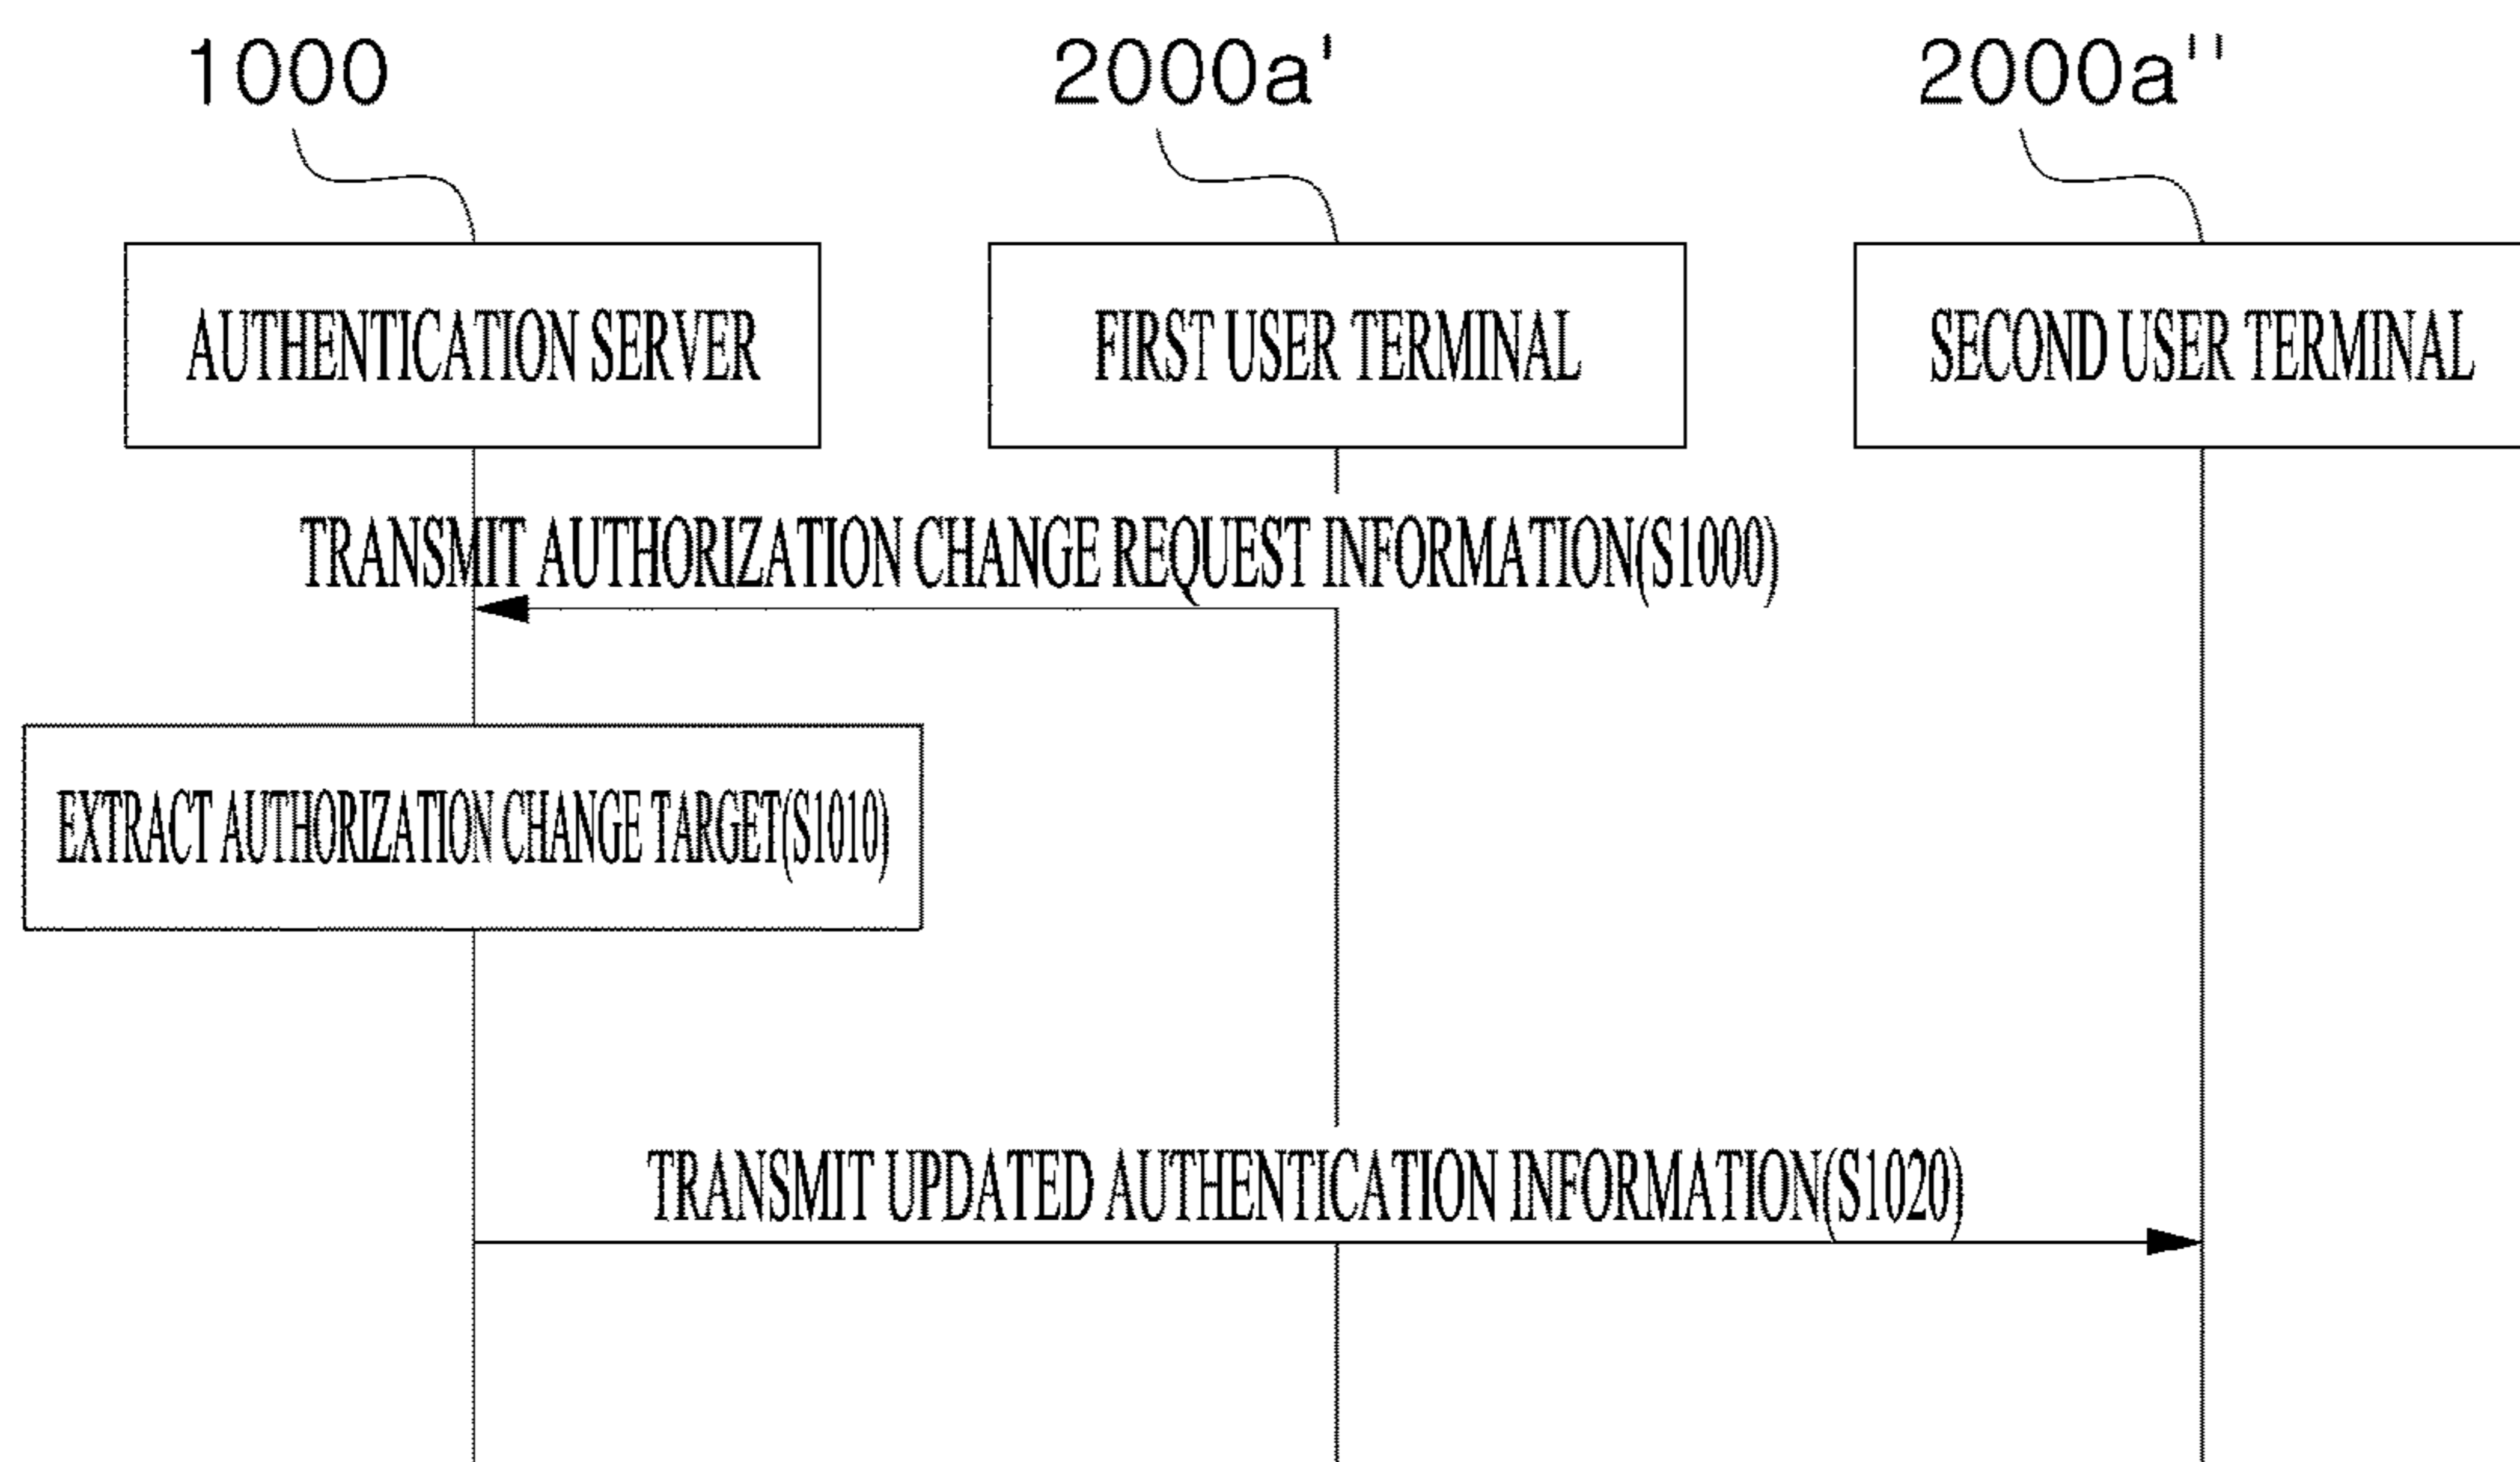 1000
2000a'
2000a''
AUTHENTICATION SERVER
FIRST USER TERMINAL
SECOND USER TERMINAL
TRANSMIT AUTHORIZATION CHANGE REQUEST INFORMATION(S1000)
EXTRACT AUTHORIZATION CHANGE TARGET(S1010)
TRANSMIT UPDATED AUTHENTICATION INFORMATION(S1020)